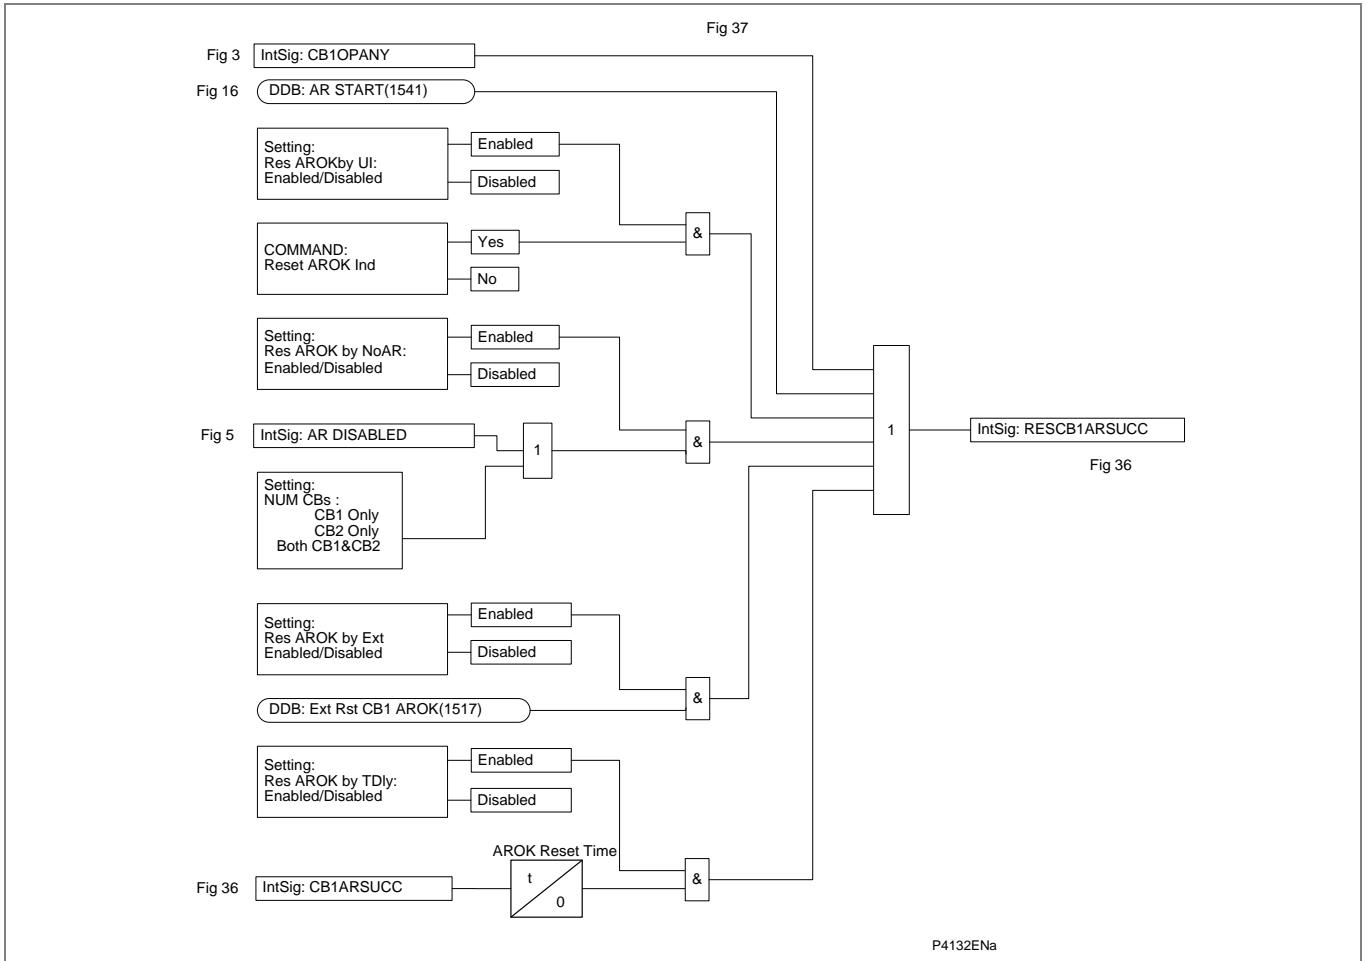 Fig 37
Fig 3
IntSig: CB1OPANY
Fig 16
DDB: AR START(1541)
Setting:
Res AROKby UI:
Enabled/Disabled
Enabled
Disabled
COMMAND:
Reset AROK Ind
Yes
No
&
Setting:
Res AROK by NoAR:
Enabled/Disabled
Enabled
Disabled
Fig 5
IntSig: AR DISABLED
1
&
Setting:
NUM CBs :
CB1 Only
CB2 Only
Both CB1&CB2
1
IntSig: RESCB1ARSUCC
Fig 36
Setting:
Res AROK by Ext
Enabled/Disabled
Enabled
Disabled
DDB: Ext Rst CB1 AROK(1517)
&
Setting:
Res AROK by TDly:
Enabled/Disabled
Enabled
Disabled
AROK Reset Time
Fig 36
IntSig: CB1ARSUCC
t
0
&
P4132ENa